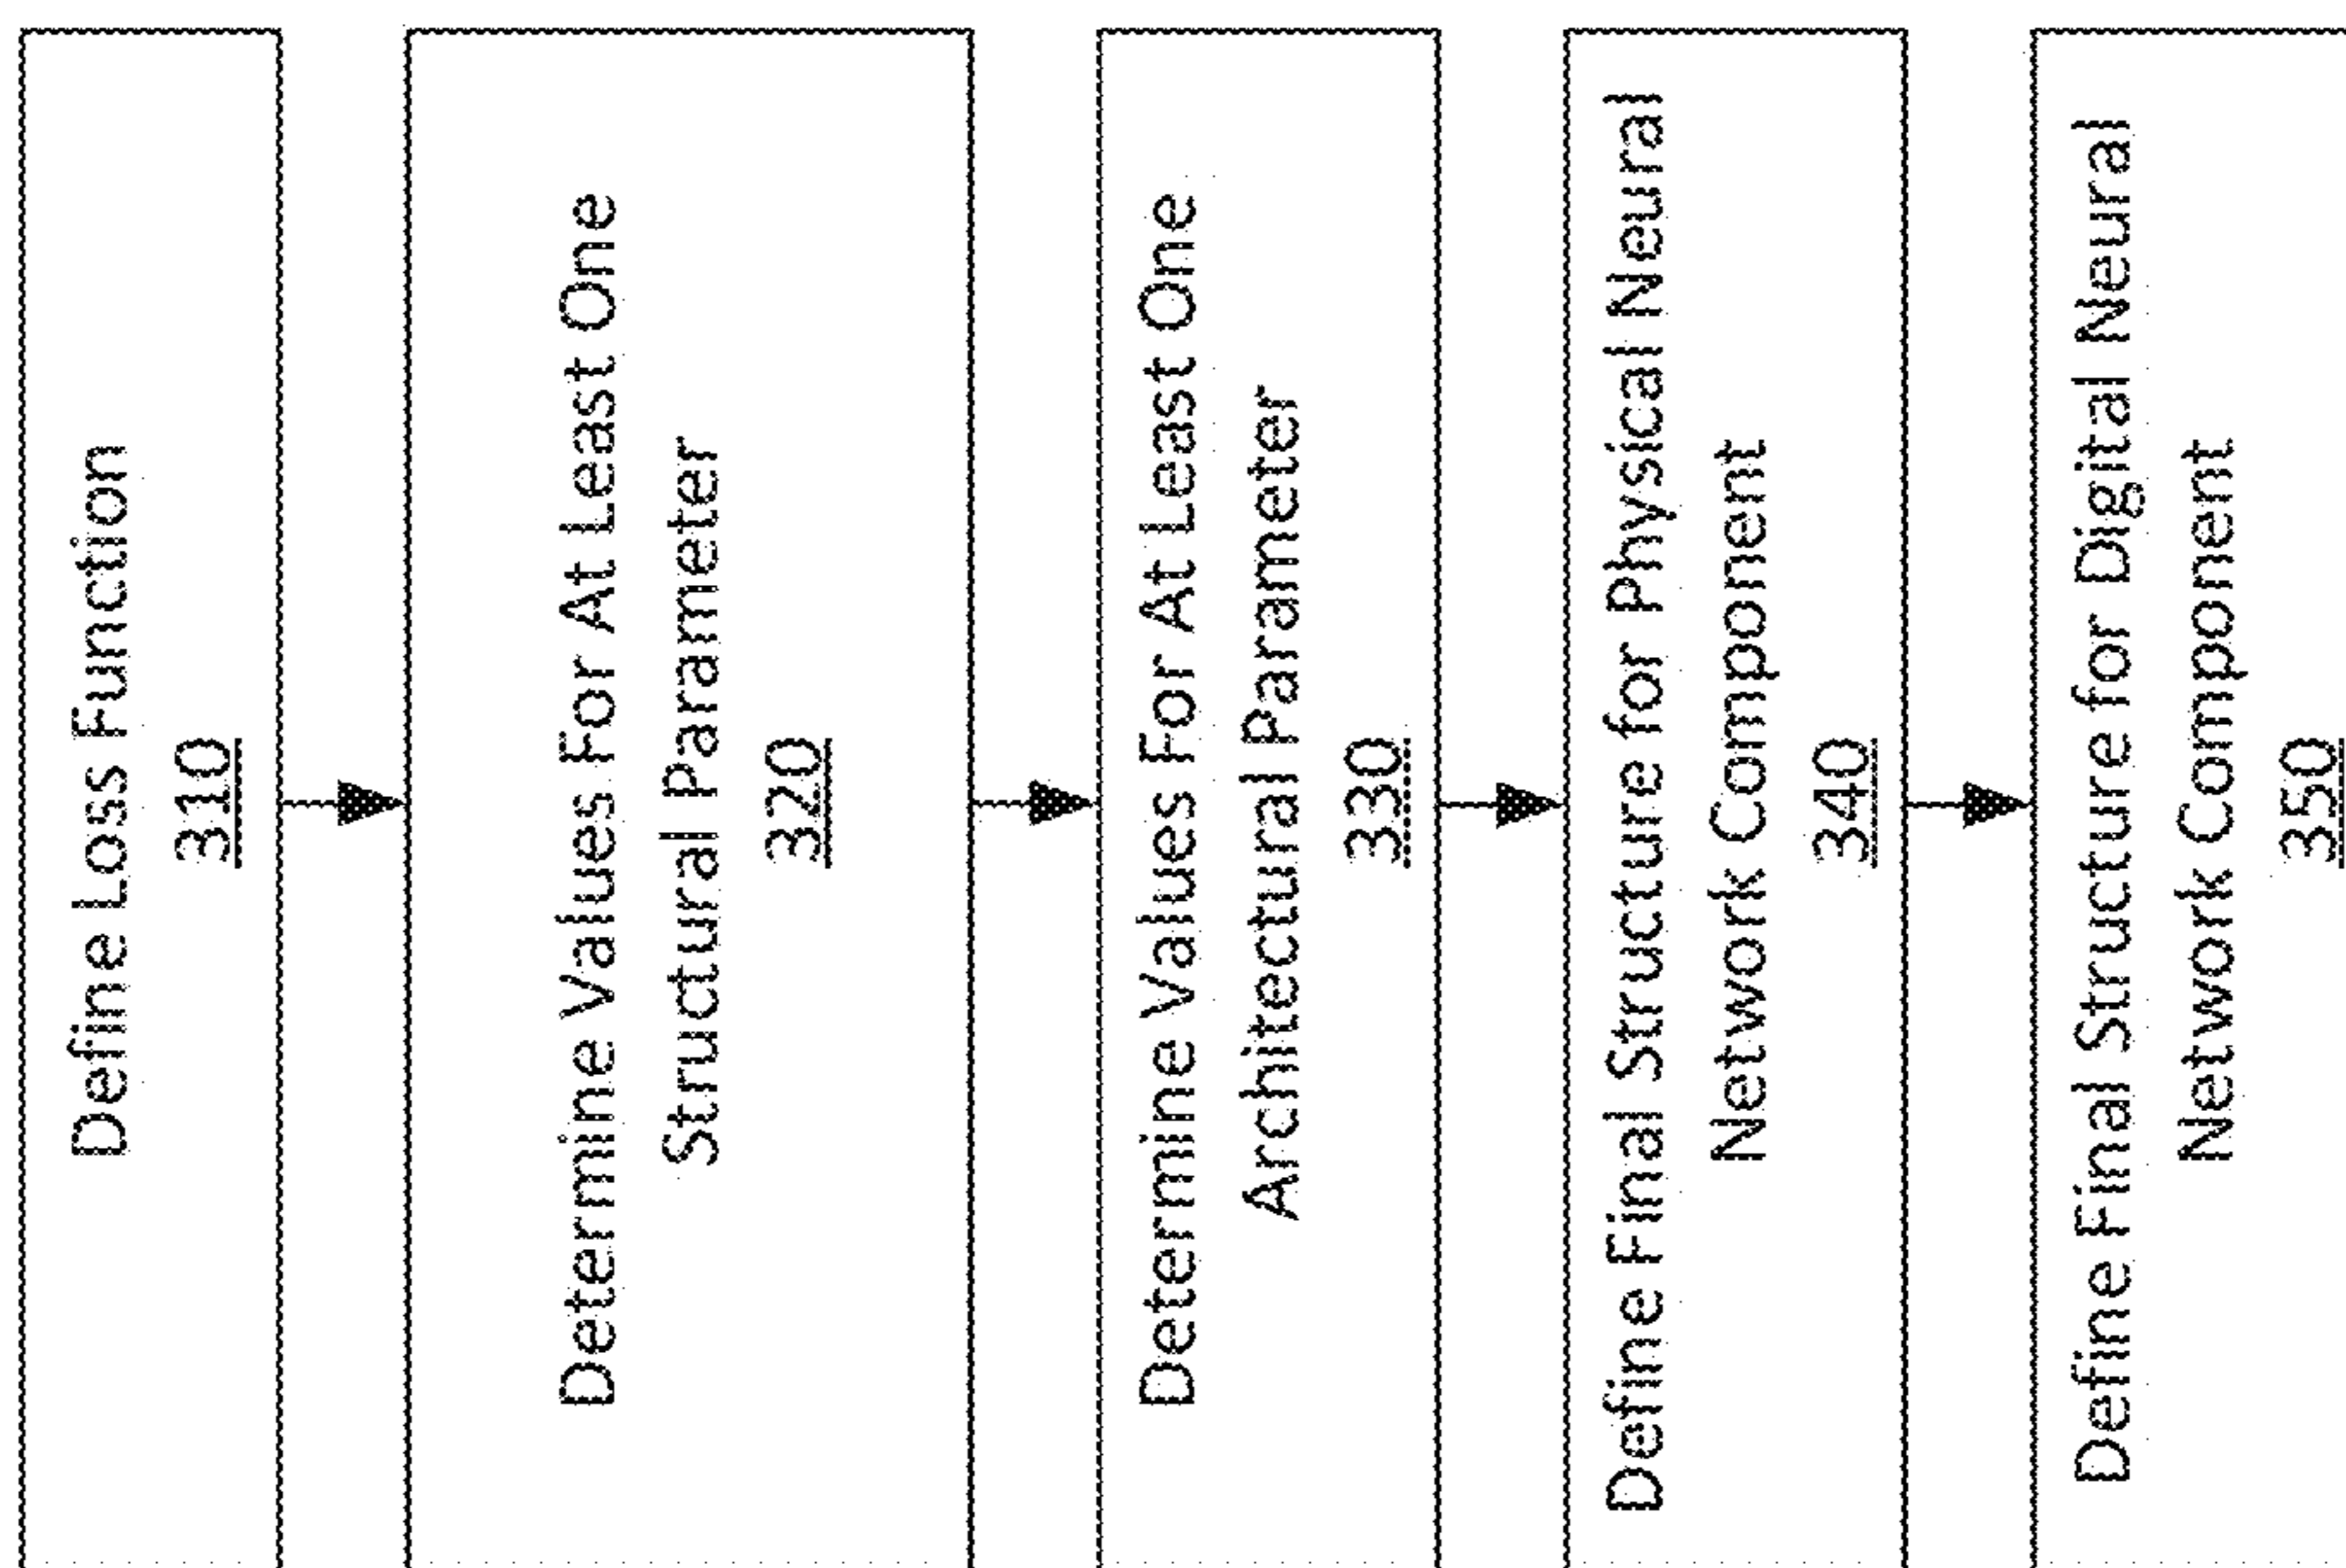 Define Loss Function
310
Determine Values For At Least One
Structural Parameter
320
Determine Values For At Least One
Architectural Parameter
330
Define Final Structure for Physical Neural
Network Component
340
Define Final Structure for Digital Neural
Network Component
350